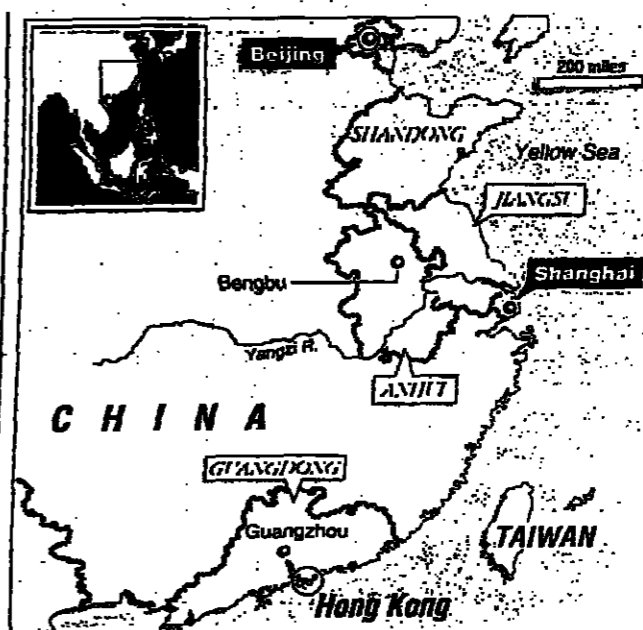 Beijing
200 miles
SHANDONG
Yellow Sea
JIANGSU
Bengbu
Shanghai
Yangzi R.
ANHUI
CHINA
GUANGDONG
Guangzhou
TAIWAN
Hong Kong